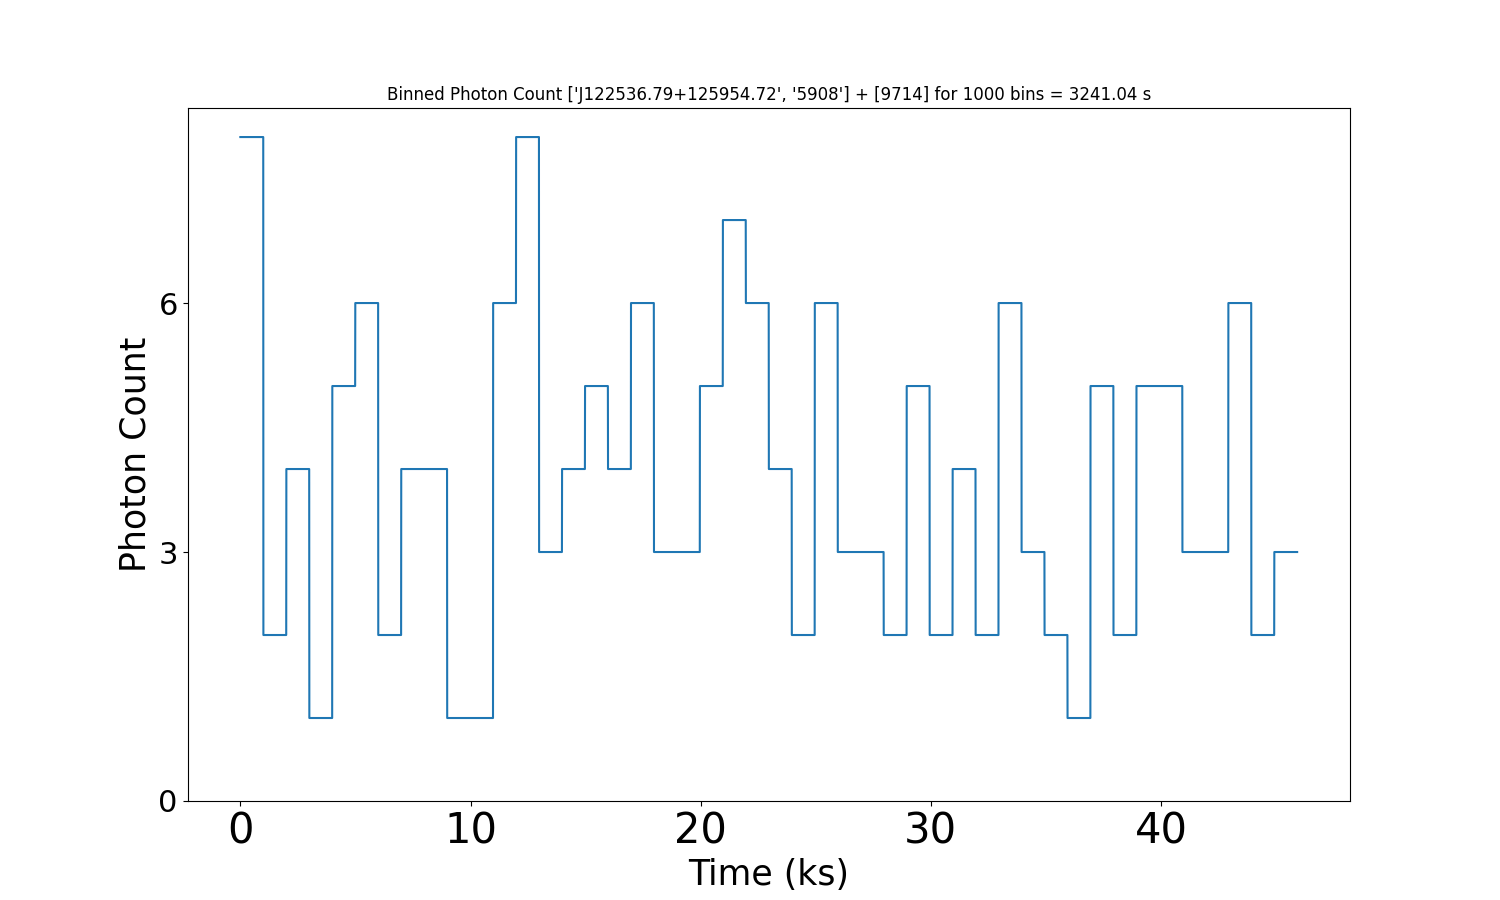 Binned Photon Count ['J122536.79+125954.72', '5908'] + [9714] for 1000 bins = 3241.04 s
Photon Count
6
3
0
0 10 20 30 40
Time (ks)